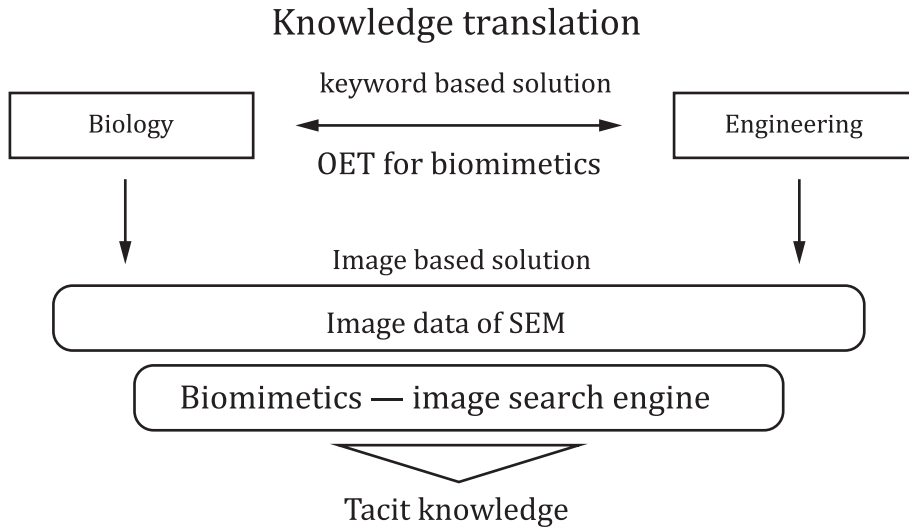 Knowledge translation
keyword based solution
Biology
Engineering
OET for biomimetics
Image based solution
Image data of SEM
Biomimetics — image search engine
Tacit knowledge